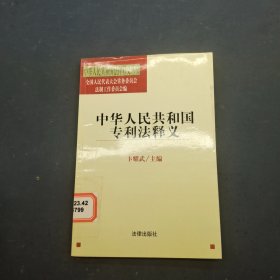 中华人民共和国法律释义丛书
全国人民代表大会常务委员会
法制工作委员会编
中华人民共和国
专利法释义
卞耀武/主编
23.42
5799
法律出版社